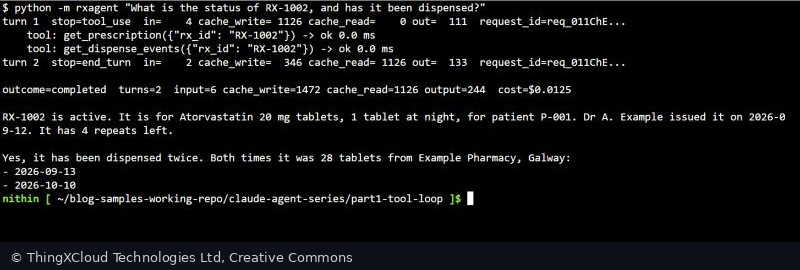 $ python -m rxagent "What is the status of RX-1002, and has it been dispensed?"
turn 1  stop=tool_use  in=    4 cache_write= 1126 cache_read=    0 out=  111  request_id=req_011ChE...
    tool: get_prescription({"rx_id": "RX-1002"}) -> ok 0.0 ms
    tool: get_dispense_events({"rx_id": "RX-1002"}) -> ok 0.0 ms
turn 2  stop=end_turn  in=    2 cache_write=  346 cache_read= 1126 out=  133  request_id=req_011ChE...

outcome=completed  turns=2  input=6 cache_write=1472 cache_read=1126 output=244  cost=$0.0125

RX-1002 is active. It is for Atorvastatin 20 mg tablets, 1 tablet at night, for patient P-001. Dr A. Example issued it on 2026-0
9-12. It has 4 repeats left.

Yes, it has been dispensed twice. Both times it was 28 tablets from Example Pharmacy, Galway:
- 2026-09-13
- 2026-10-10
nithin [ ~/blog-samples-working-repo/claude-agent-series/part1-tool-loop ]$
© ThingXCloud Technologies Ltd, Creative Commons